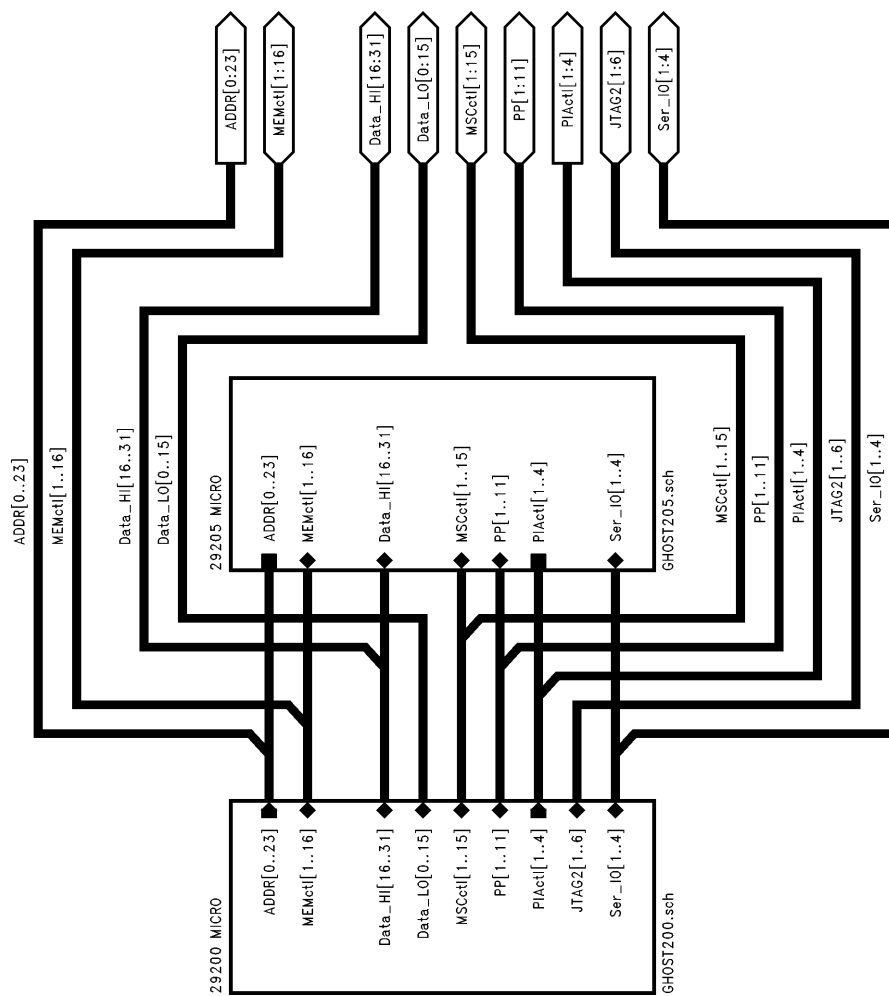 ADDR[0:23]
MEMctl[1:16]
Data_HI[16:31]
Data_LO[0:15]
MSCctl[1:15]
PP[1:11]
PIActl[1:4]
JTAG2[1:6]
Ser_IO[1:4]
ADDR[0..23]
MEMctl[1..16]
Data_HI[16..31]
Data_LO[0..15]
29205 MICRO
ADDR[0..23]
MEMctl[1..16]
Data_HI[16..31]
MSCctl[1..15]
PP[1..11]
PIActl[1..4]
Ser_IO[1..4]
GHOST205.sch
MSCctl[1..15]
PP[1..11]
PIActl[1..4]
JTAG2[1..6]
Ser_IO[1..4]
29200 MICRO
ADDR[0..23]
MEMctl[1..16]
Data_HI[16..31]
Data_LO[0..15]
MSCctl[1..15]
PP[1..11]
PIActl[1..4]
JTAG2[1..6]
Ser_IO[1..4]
GHOST200.sch